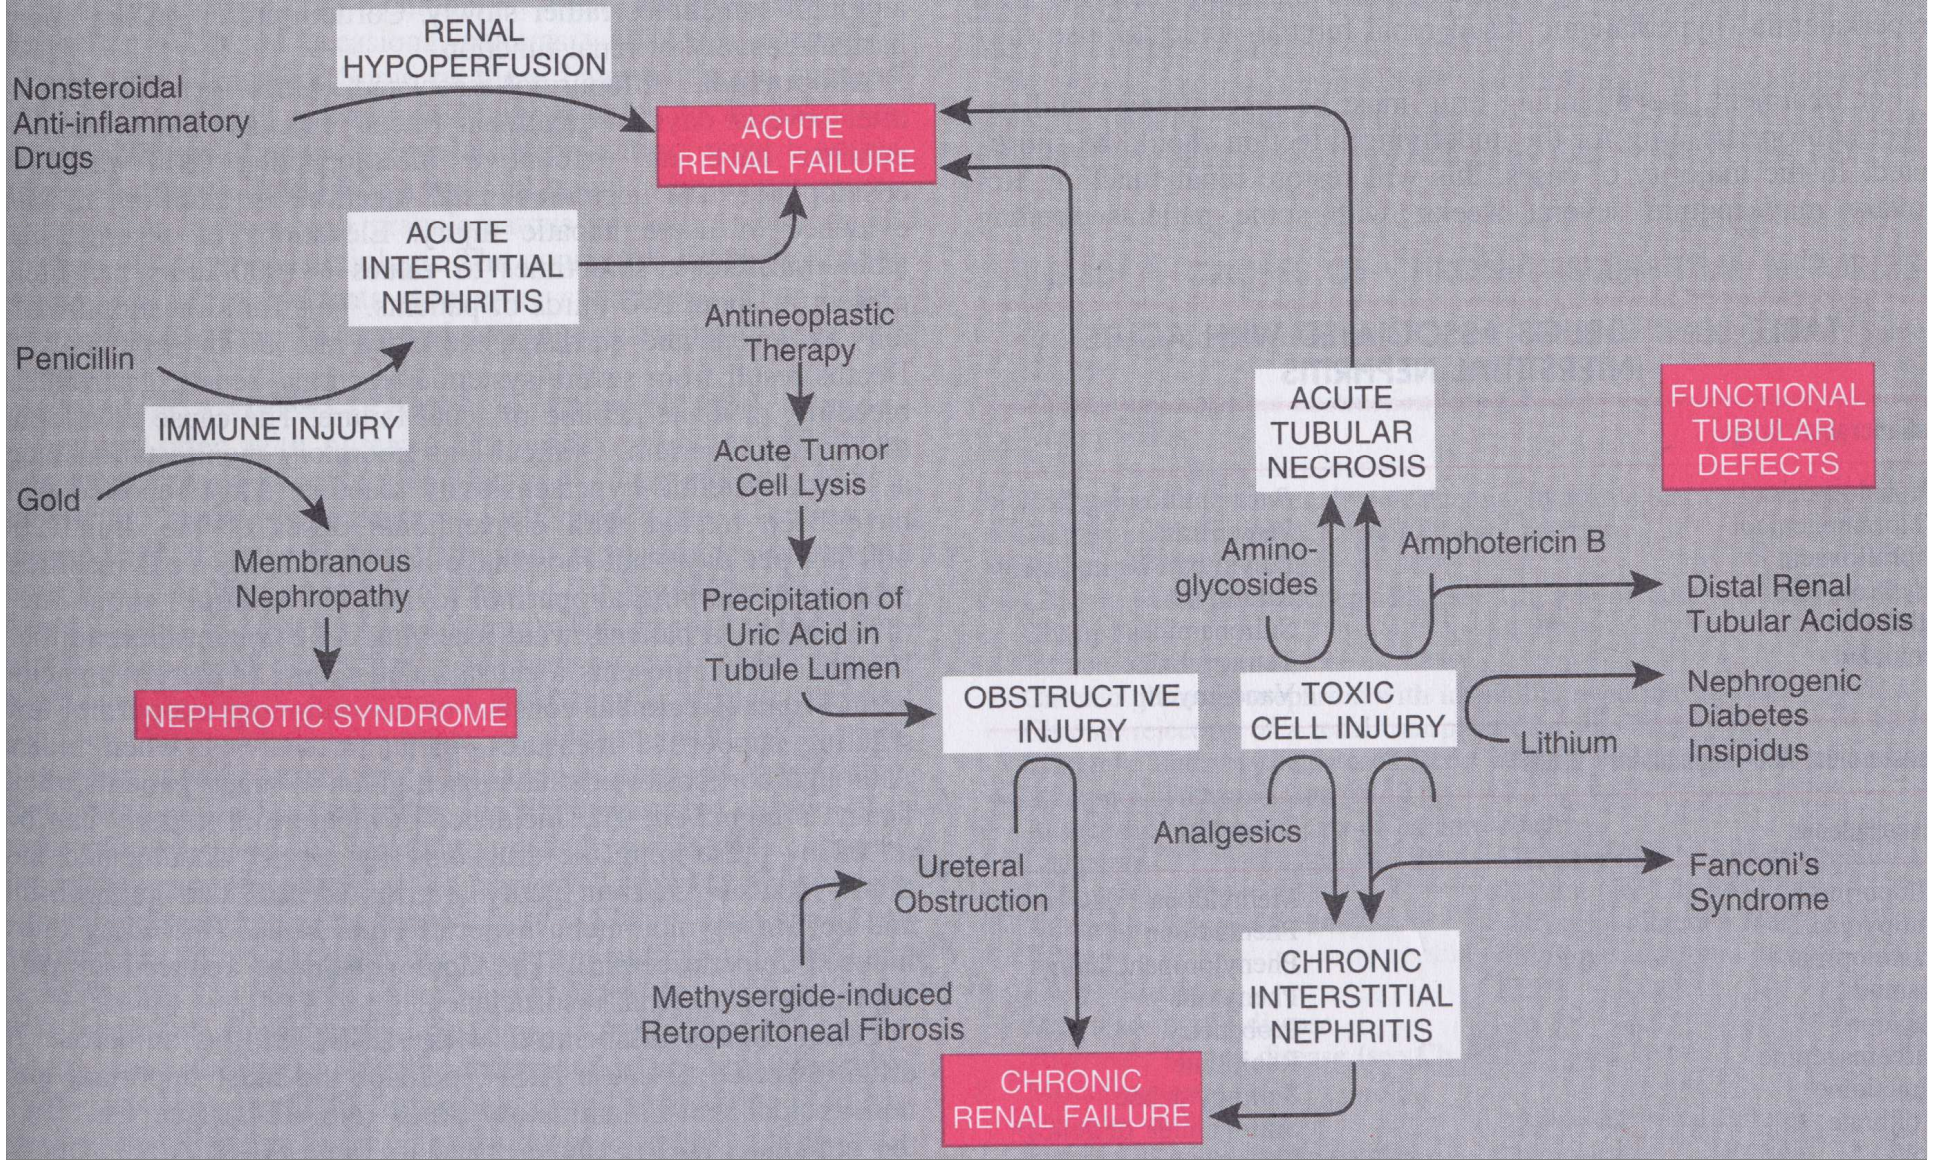 RENAL
HYPOPERFUSION
Nonsteroidal
Anti-inflammatory
Drugs
ACUTE
RENAL FAILURE
ACUTE
INTERSTITIAL
NEPHRITIS
Penicillin
IMMUNE INJURY
Gold
Membranous
Nephropathy
NEPHROTIC SYNDROME
Antineoplastic
Therapy
Acute Tumor
Cell Lysis
Precipitation of
Uric Acid in
Tubule Lumen
OBSTRUCTIVE
INJURY
Ureteral
Obstruction
Methysergide-induced
Retroperitoneal Fibrosis
CHRONIC
RENAL FAILURE
ACUTE
TUBULAR
NECROSIS
Amino-
glycosides
Amphotericin B
TOXIC
CELL INJURY
Analgesics
Lithium
CHRONIC
INTERSTITIAL
NEPHRITIS
FUNCTIONAL
TUBULAR
DEFECTS
Distal Renal
Tubular Acidosis
Nephrogenic
Diabetes
Insipidus
Fanconi's
Syndrome